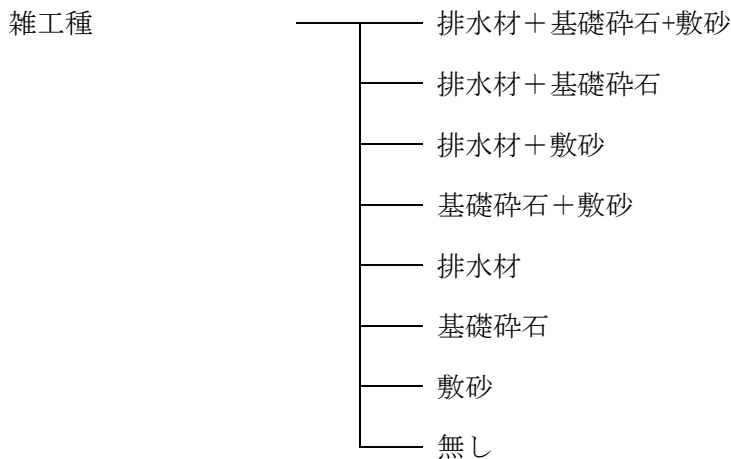 雑工種
排水材＋基礎砕石+敷砂
排水材＋基礎砕石
排水材＋敷砂
基礎砕石＋敷砂
排水材
基礎砕石
敷砂
無し